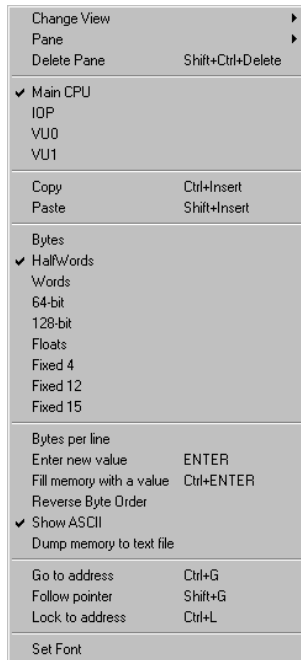 Change View
Pane
Delete Pane Shift+Ctrl+Delete
Main CPU
IOP
VU0
VU1
Copy Ctrl+Insert
Paste Shift+Insert
Bytes
HalfWords
Words
64-bit
128-bit
Floats
Fixed 4
Fixed 12
Fixed 15
Bytes per line
Enter new value ENTER
Fill memory with a value Ctrl+ENTER
Reverse Byte Order
Show ASCII
Dump memory to text file
Go to address Ctrl+G
Follow pointer Shift+G
Lock to address Ctrl+L
Set Font